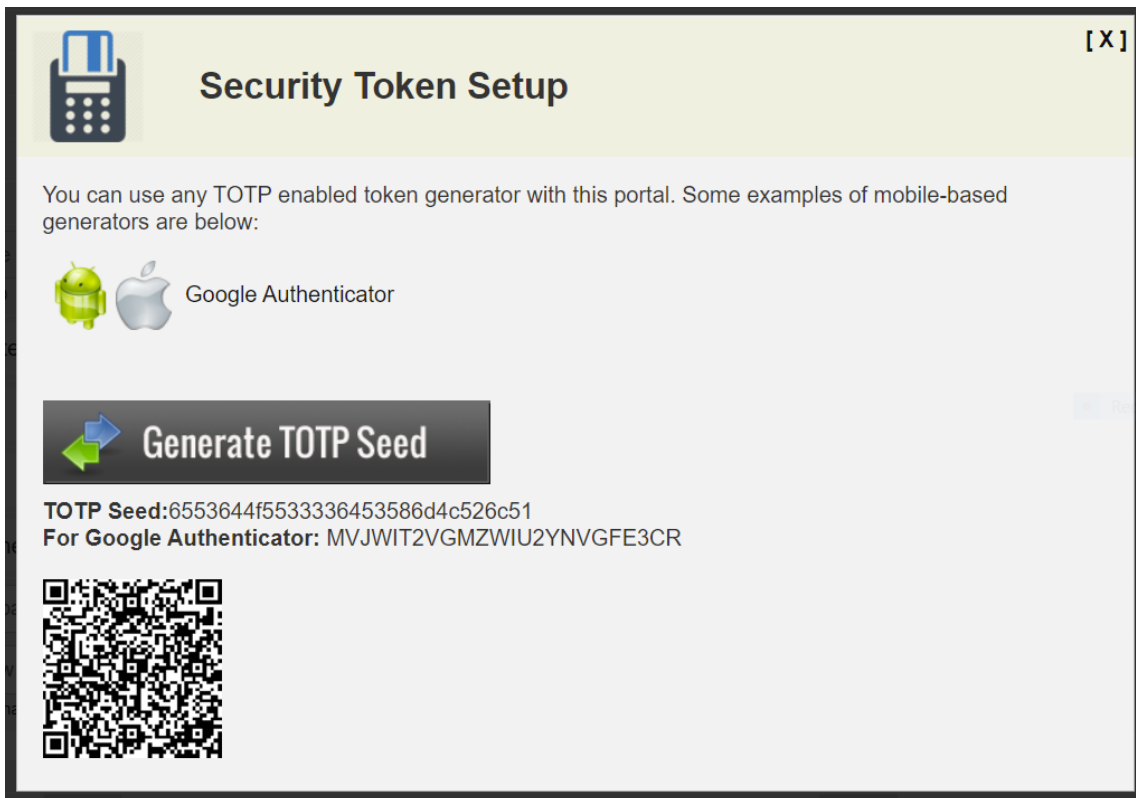 [ X ]
Security Token Setup
You can use any TOTP enabled token generator with this portal. Some examples of mobile-based
generators are below:
Google Authenticator
Generate TOTP Seed
TOTP Seed:6553644f5533336453586d4c526c51
For Google Authenticator: MVJWIT2VGMZWIU2YNVGFE3CR